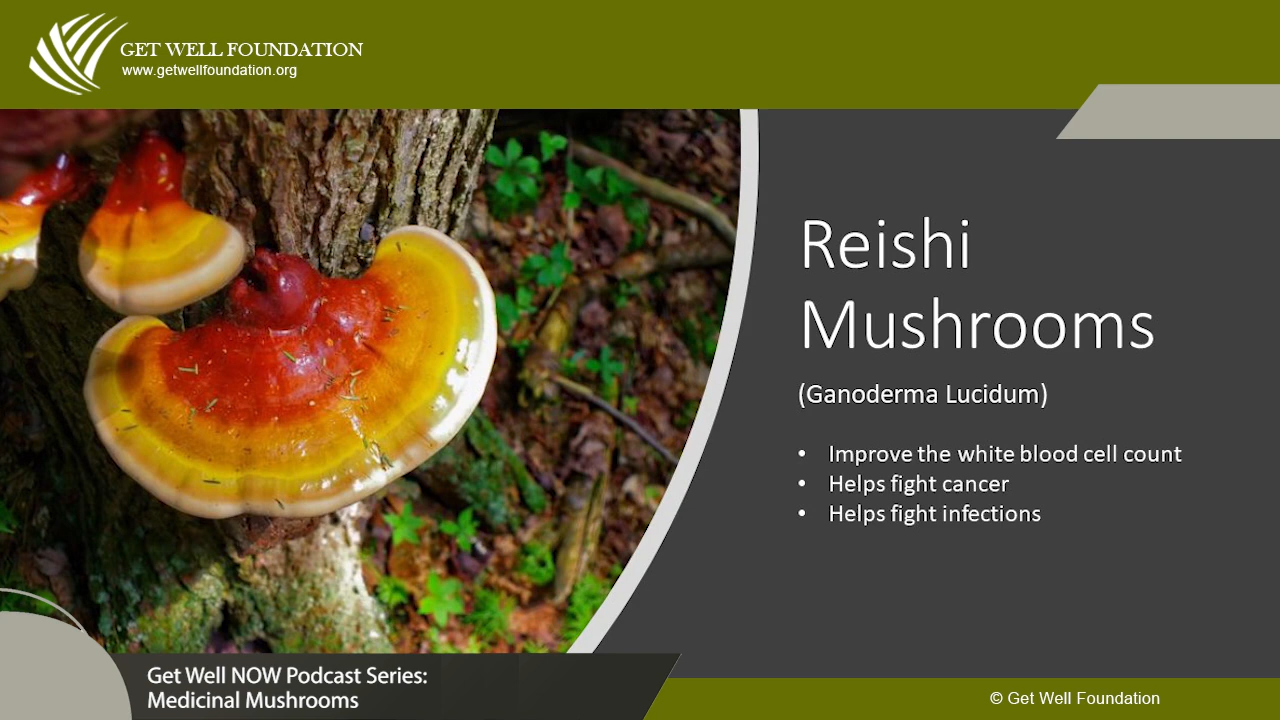 GET WELL FOUNDATION
www.getwellfoundation.org
Reishi
Mushrooms
(Ganoderma Lucidum)
• Improve the white blood cell count
• Helps fight cancer
• Helps fight infections
Get Well NOW Podcast Series:
Medicinal Mushrooms
© Get Well Foundation